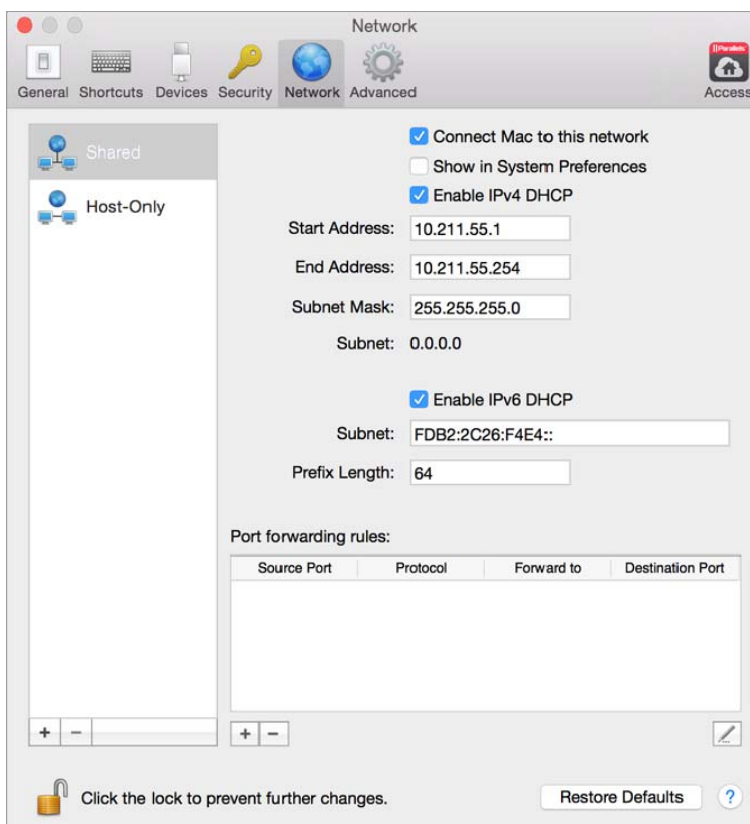 Network
General Shortcuts Devices Security Network Advanced
|| Parallels
Access
Shared
Host-Only
Connect Mac to this network
Show in System Preferences
Enable IPv4 DHCP
Start Address: 10.211.55.1
End Address: 10.211.55.254
Subnet Mask: 255.255.255.0
Subnet: 0.0.0.0
Enable IPv6 DHCP
Subnet: FDB2:2C26:F4E4::
Prefix Length: 64
Port forwarding rules:
Source Port Protocol Forward to Destination Port
+ −
+ −
Click the lock to prevent further changes.
Restore Defaults
?